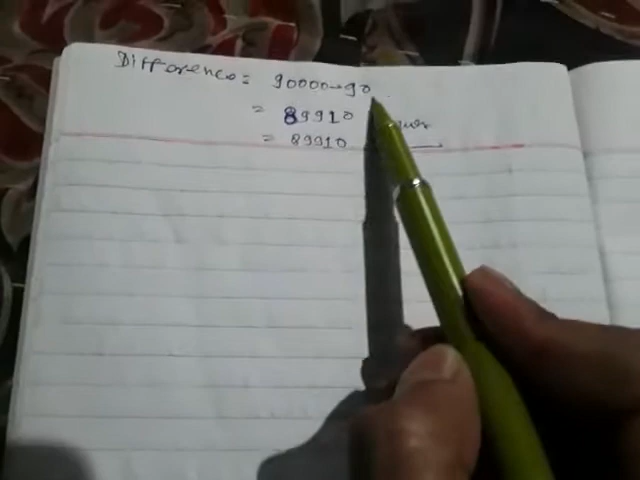 Difference = 90000-90
= 89910
= 89910